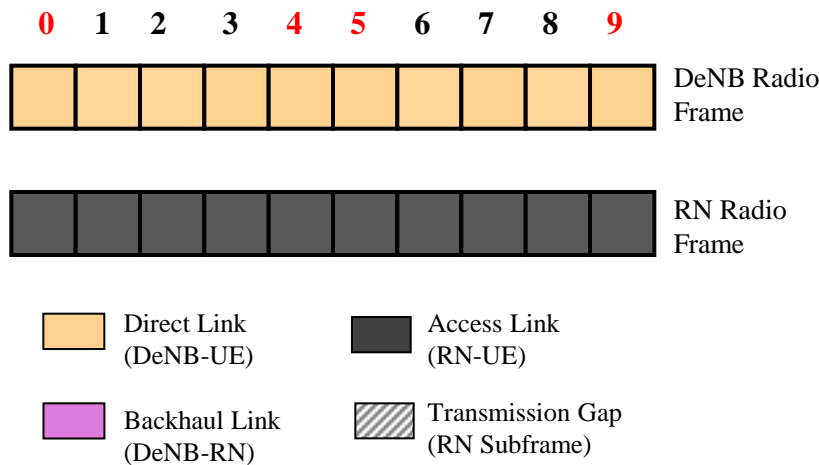 0 1 2 3 4 5 6 7 8 9
DeNB Radio
Frame
RN Radio
Frame
Direct Link
(DeNB-UE)
Access Link
(RN-UE)
Backhaul Link
(DeNB-RN)
Transmission Gap
(RN Subframe)